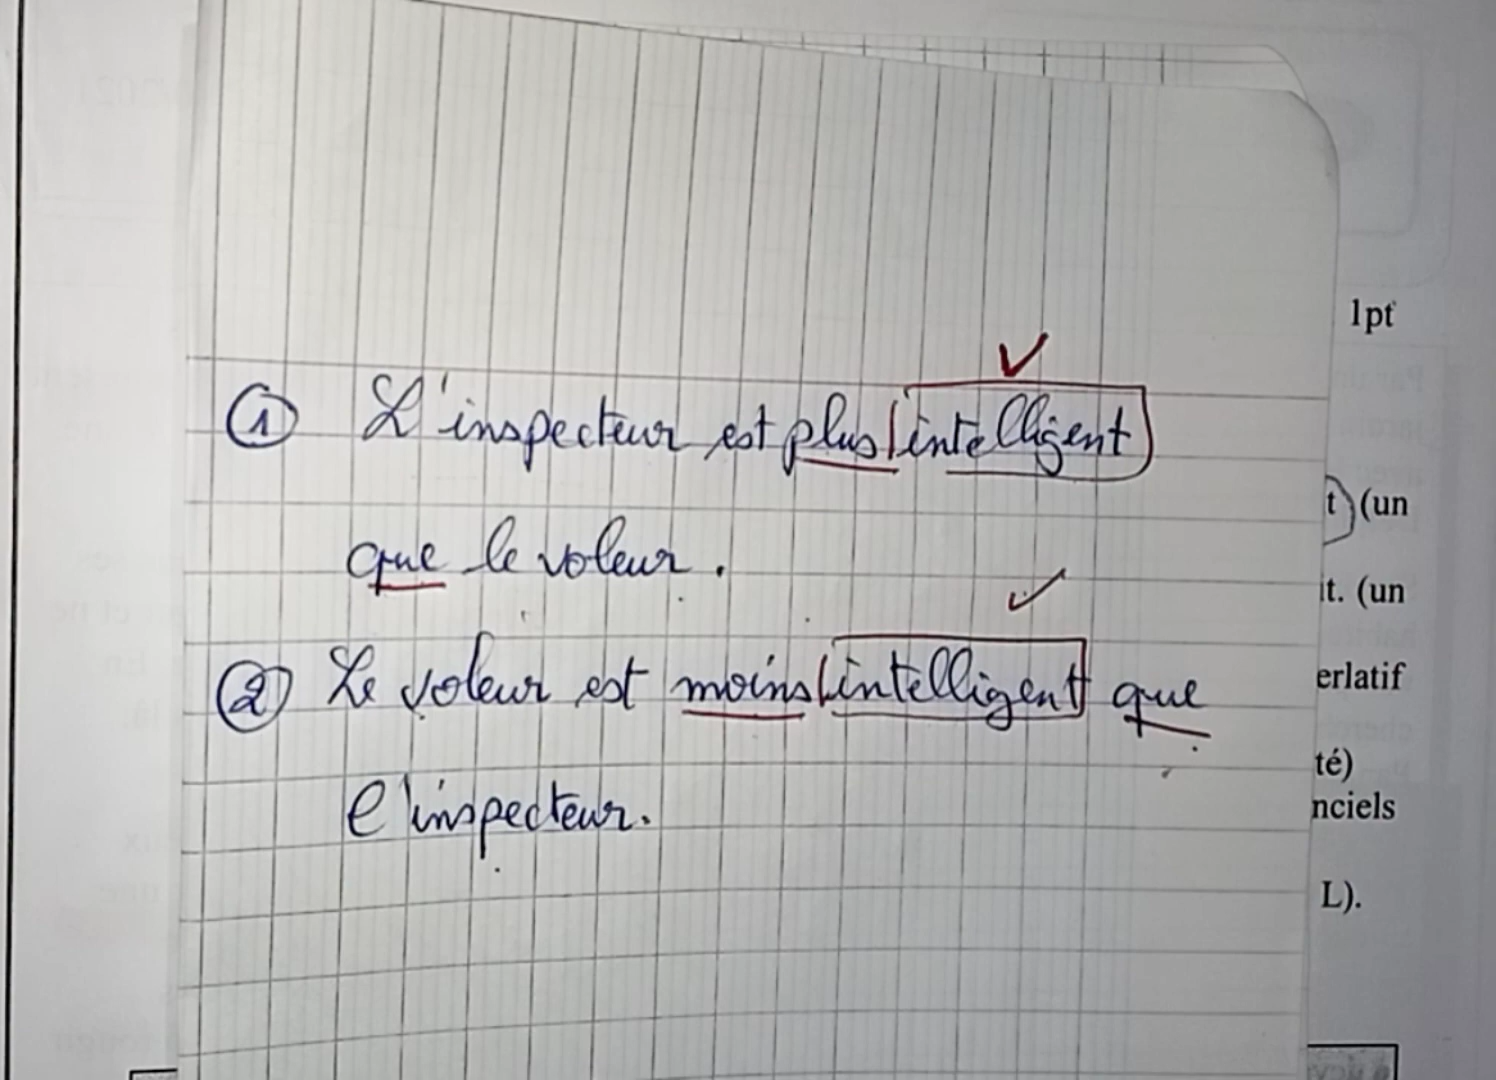 1pt
① L'inspecteur est plus intelligent
t) (un
que le voleur.
it. (un
② Le voleur est moins intelligent que
erlatif
té)
l'inspecteur.
nciels
L).